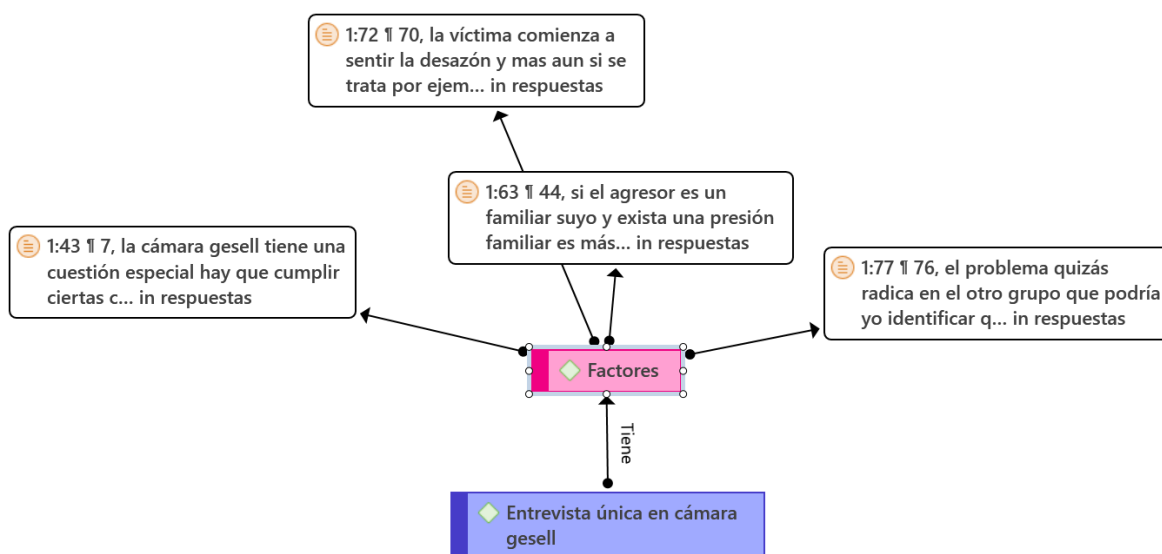 1:72 ¶ 70, la víctima comienza a
sentir la desazón y mas aun si se
trata por ejem... in respuestas
1:63 ¶ 44, si el agresor es un
familiar suyo y exista una presión
familiar es más... in respuestas
1:43 ¶ 7, la cámara gesell tiene una
cuestión especial hay que cumplir
ciertas c... in respuestas
1:77 ¶ 76, el problema quizás
radica en el otro grupo que podría
yo identificar q... in respuestas
Factores
Tiene
Entrevista única en cámara
gesell